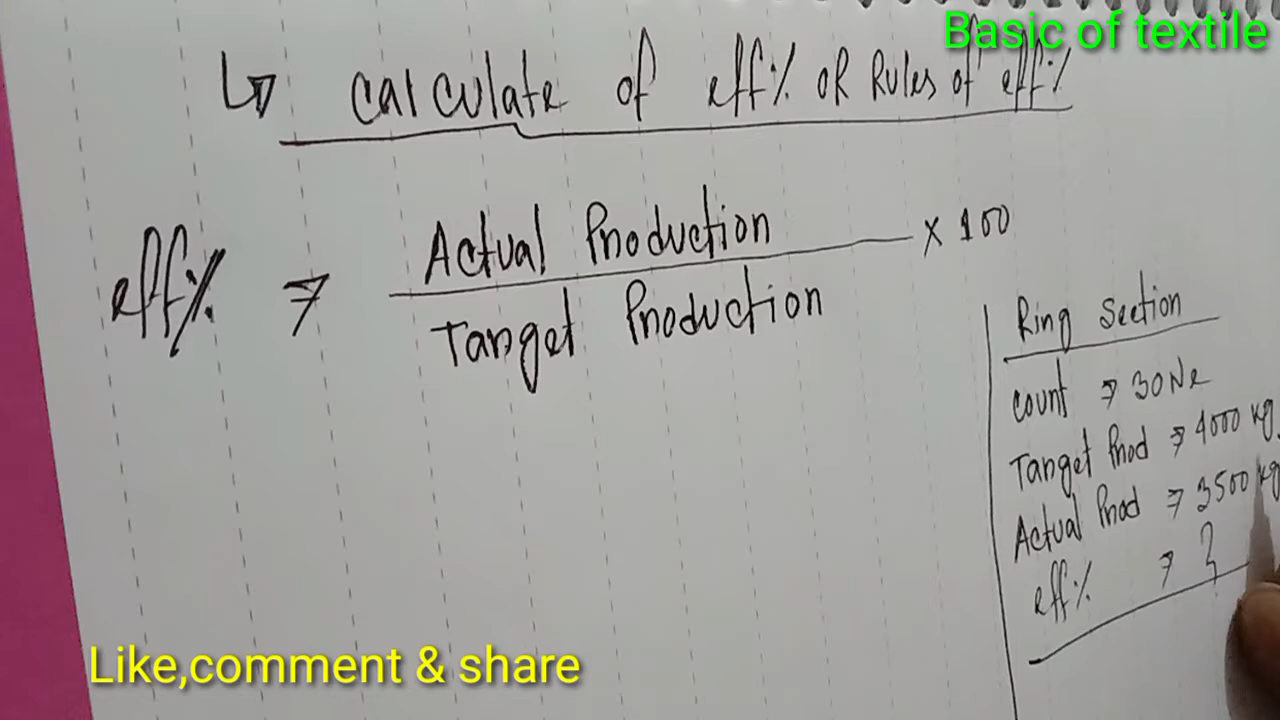 Basic of textile
↳ Calculate of eff% OR Rules of eff%
eff% ⇒ Actual Production / Target Production × 100
Ring Section
Count ⇒ 30Ne
Target Prod ⇒ 4000 kg
Actual Prod ⇒ 3500 kg
eff% ⇒ ?
Like,comment & share